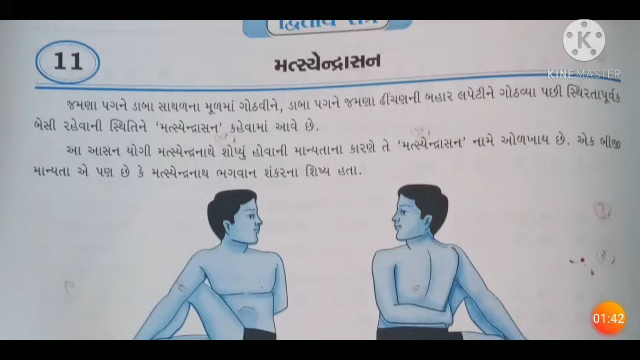 દ્વિતીય સત્ર
11
મત્સ્યેન્દ્રાસન
K
KINEMASTER
જમણા પગને ડાબા સાથળના મૂળમાં ગોઠવીને, ડાબા પગને જમણા ઢીંચણની બહાર લપેટીને ગોઠવ્યા પછી સ્થિરતાપૂર્વક
બેસી રહેવાની સ્થિતિને ‘મત્સ્યેન્દ્રાસન’ કહેવામાં આવે છે.
આ આસન યોગી મત્સ્યેન્દ્રનાથે શોધ્યું હોવાની માન્યતાના કારણે તે ‘મત્સ્યેન્દ્રાસન’ નામે ઓળખાય છે. એક બીજી
માન્યતા એ પણ છે કે મત્સ્યેન્દ્રનાથ ભગવાન શંકરના શિષ્ય હતા.
01:42